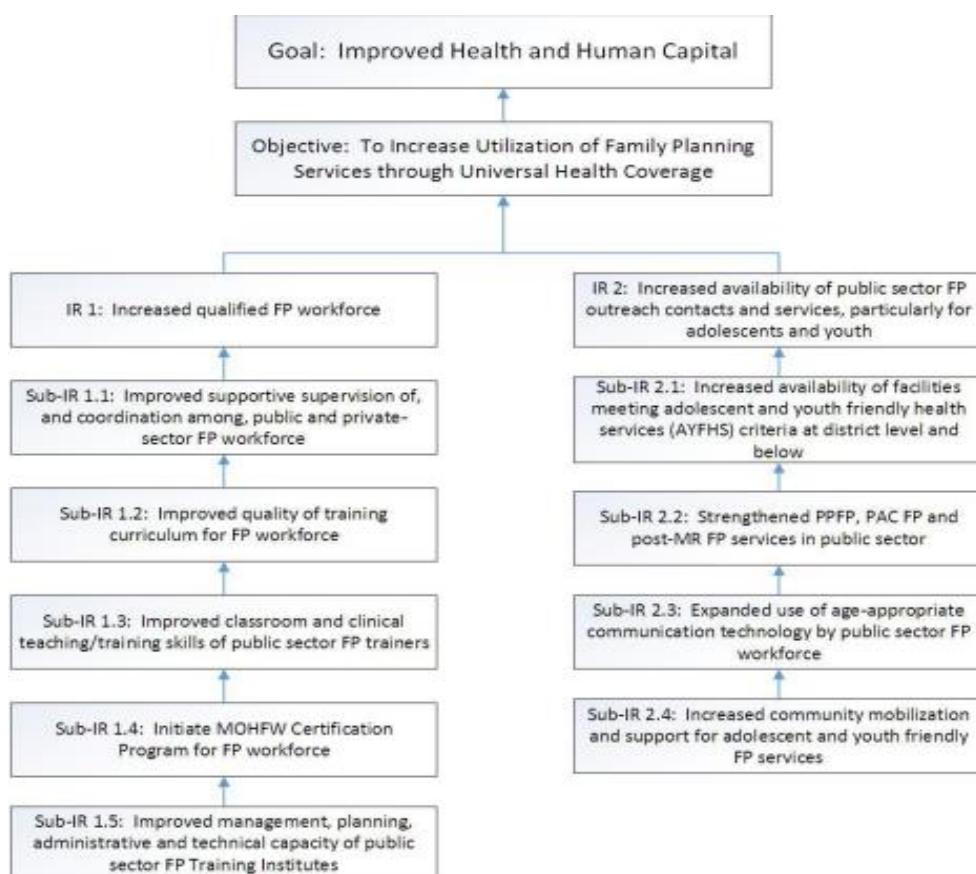 Goal: Improved Health and Human Capital
Objective: To Increase Utilization of Family Planning
Services through Universal Health Coverage
IR 1: Increased qualified FP workforce
Sub-IR 1.1: Improved supportive supervision of,
and coordination among, public and private-
sector FP workforce
Sub-IR 1.2: Improved quality of training
curriculum for FP workforce
Sub-IR 1.3: Improved classroom and clinical
teaching/training skills of public sector FP trainers
Sub-IR 1.4: Initiate MOHFW Certification
Program for FP workforce
Sub-IR 1.5: Improved management, planning,
administrative and technical capacity of public
sector FP Training Institutes
IR 2: Increased availability of public sector FP
outreach contacts and services, particularly for
adolescents and youth
Sub-IR 2.1: Increased availability of facilities
meeting adolescent and youth friendly health
services (AYFHS) criteria at district level and
below
Sub-IR 2.2: Strengthened PPFP, PAC FP and
post-MR FP services in public sector
Sub-IR 2.3: Expanded use of age-appropriate
communication technology by public sector FP
workforce
Sub-IR 2.4: Increased community mobilization
and support for adolescent and youth friendly
FP services